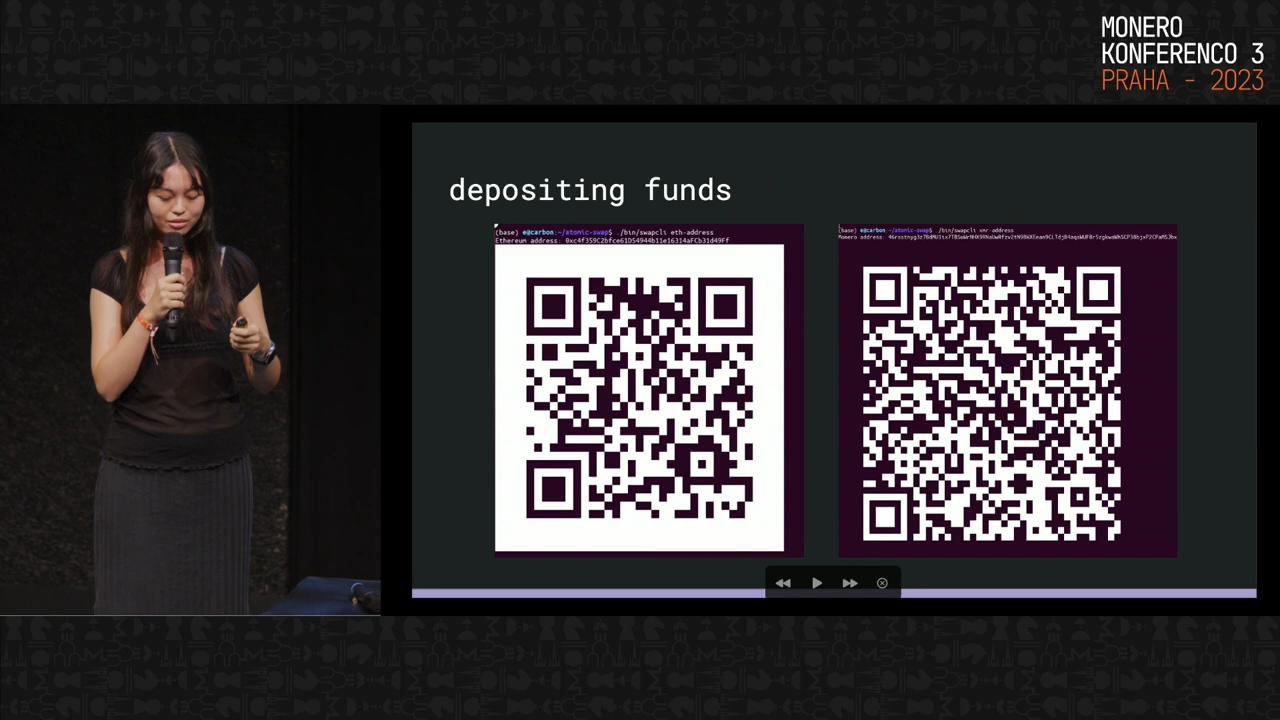 MONERO
KONFERENCO 3
PRAHA - 2023
depositing funds
(base) e@carbon:~/atomic-swap$ ./bin/swapcli eth-address
Ethereum address: 0xc4f359C2bfce61D54944b11e16314aFCb31d49Ff
(base) e@carbon:~/atomic-swap$ ./bin/swapcli xmr-address
Monero address: